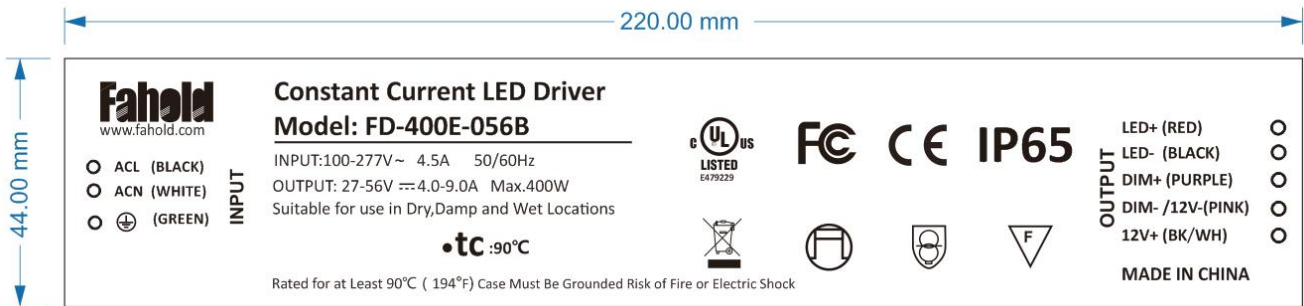 220.00 mm
44.00 mm
Fahold
www.fahold.com
ACL (BLACK)
ACN (WHITE)
(GREEN)
INPUT
Constant Current LED Driver
Model: FD-400E-056B
INPUT:100-277V~ 4.5A 50/60Hz
OUTPUT: 27-56V ⎓4.0-9.0A Max.400W
Suitable for use in Dry,Damp and Wet Locations
•tc :90℃
Rated for at Least 90℃ ( 194°F) Case Must Be Grounded Risk of Fire or Electric Shock
C UL US
LISTED
E479229
FC
CE
IP65
F
OUTPUT
LED+ (RED)
LED- (BLACK)
DIM+ (PURPLE)
DIM- /12V-(PINK)
12V+ (BK/WH)
MADE IN CHINA